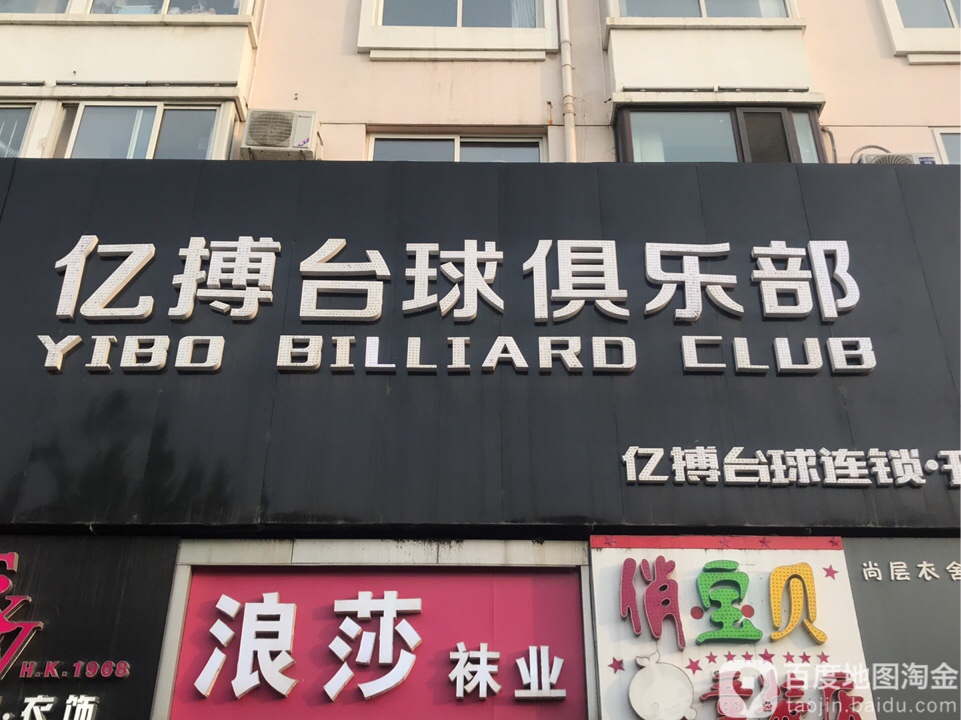 亿搏台球俱乐部
YIBO BILLIARD CLUB
亿搏台球连锁·
H.K.1968
衣饰
浪莎 袜业
俏·宝贝
尚层衣舍
百度地图淘金
taojin.baidu.com